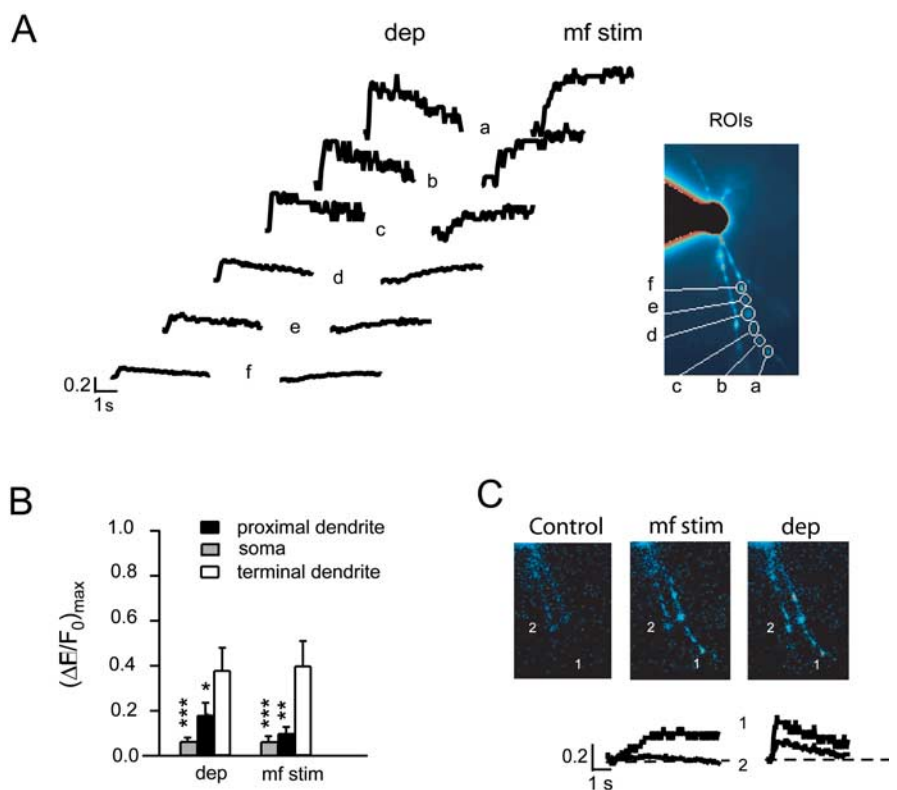 A
dep
mf stim
ROIs
a
b
c
d
e
f
0.2
1s
f
e
d
c b a
B
1.0
0.8
0.6
0.4
0.2
0.0
(ΔF/F0)max
proximal dendrite
soma
terminal dendrite
***
*
***
**
dep
mf stim
C
Control
mf stim
dep
2
1
2
1
2
1
1
2
0.2
1 s